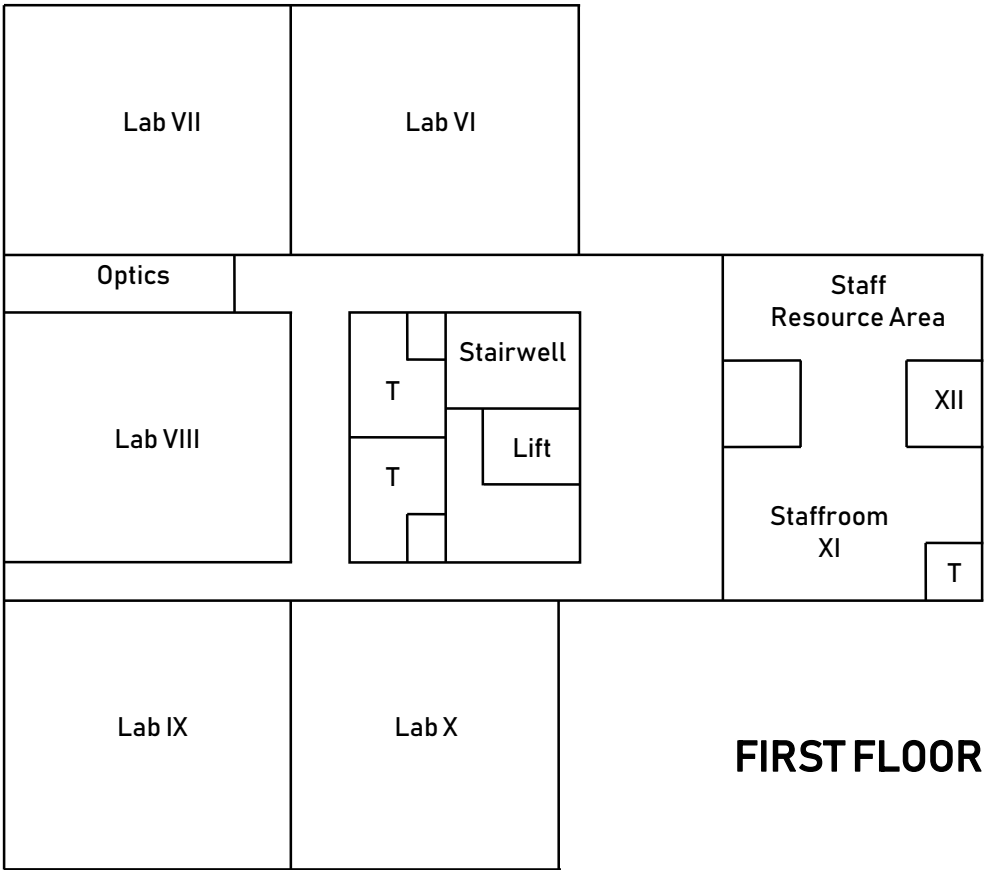 Lab VII
Lab VI
Optics
Staff
Resource Area
Stairwell
T
XII
Lab VIII
Lift
T
Staffroom
XI
T
Lab IX
Lab X
FIRST FLOOR